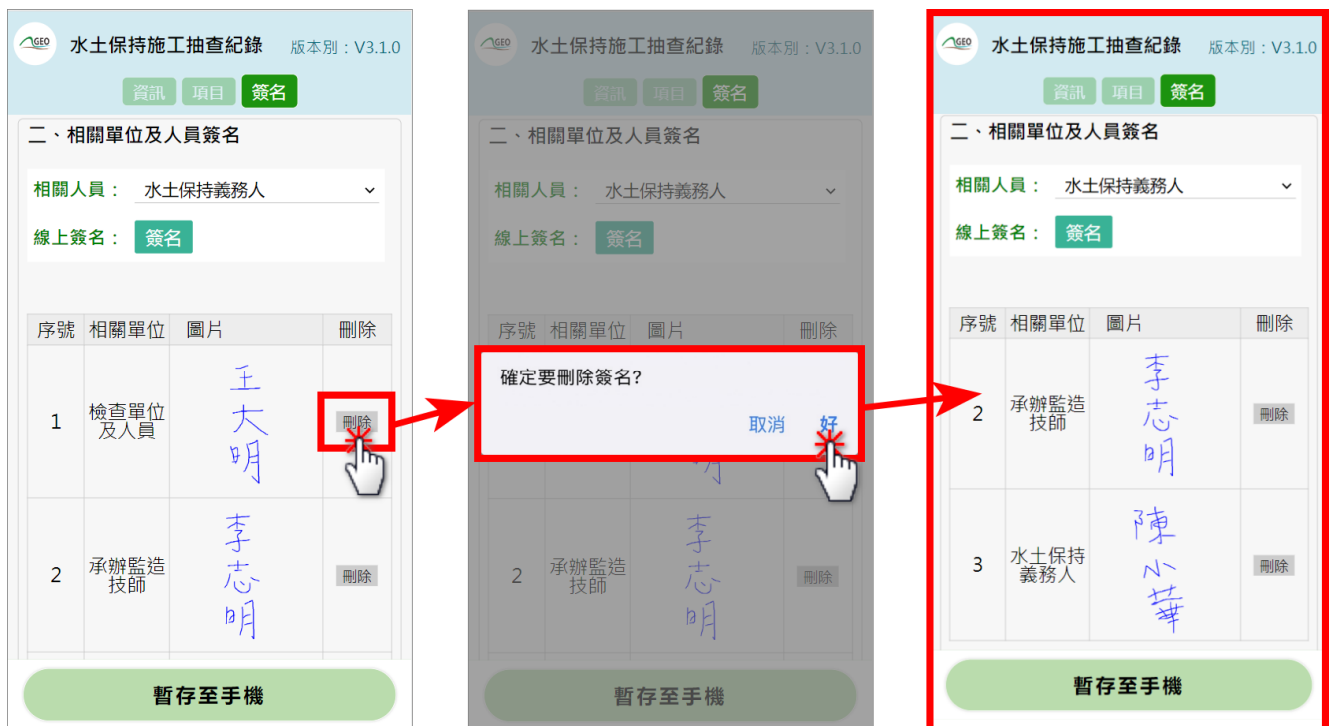 AGEO 水土保持施工抽查紀錄 版本別：V3.1.0
資訊 項目 簽名
二、相關單位及人員簽名
相關人員： 水土保持義務人
線上簽名： 簽名
序號 相關單位 圖片 刪除
1 檢查單位及人員 王大明 刪除
2 承辦監造技師 李志明 刪除
暫存至手機
AGEO 水土保持施工抽查紀錄 版本別：V3.1.0
資訊 項目 簽名
二、相關單位及人員簽名
相關人員： 水土保持義務人
線上簽名： 簽名
序號 相關單位 圖片 刪除
確定要刪除簽名?
取消 好
明
2 承辦監造技師 李志明 刪除
暫存至手機
AGEO 水土保持施工抽查紀錄 版本別：V3.1.0
資訊 項目 簽名
二、相關單位及人員簽名
相關人員： 水土保持義務人
線上簽名： 簽名
序號 相關單位 圖片 刪除
2 承辦監造技師 李志明 刪除
3 水土保持義務人 陳小華 刪除
暫存至手機